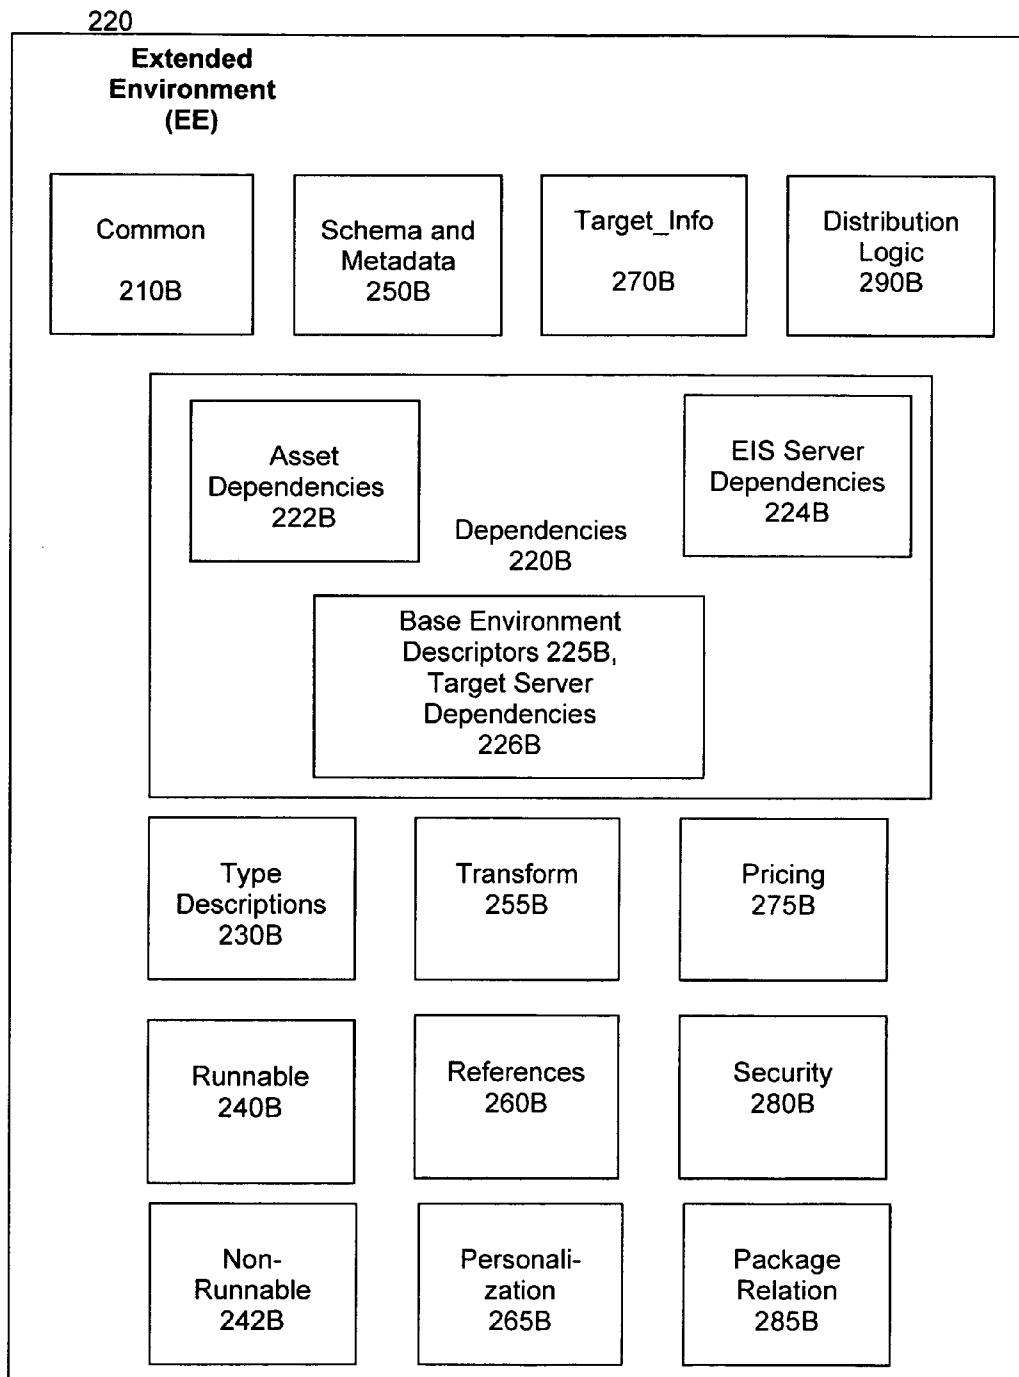 220
Extended
Environment
(EE)
Common
210B
Schema and
Metadata
250B
Target_Info
270B
Distribution
Logic
290B
Asset
Dependencies
222B
EIS Server
Dependencies
224B
Dependencies
220B
Base Environment
Descriptors 225B,
Target Server
Dependencies
226B
Type
Descriptions
230B
Transform
255B
Pricing
275B
Runnable
240B
References
260B
Security
280B
Non-
Runnable
242B
Personali-
zation
265B
Package
Relation
285B